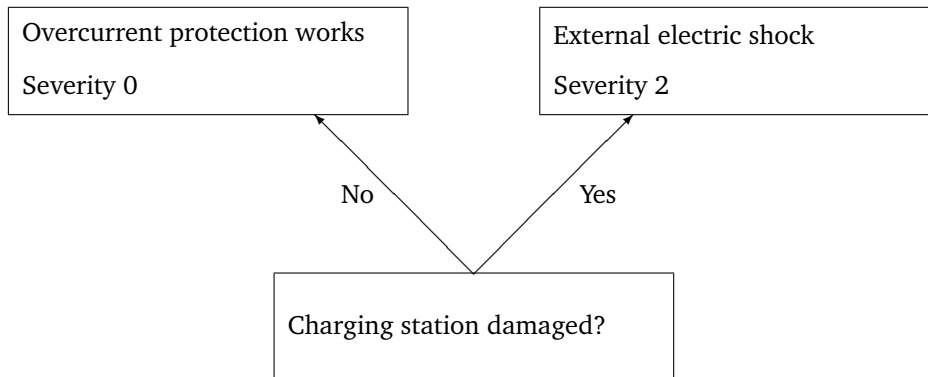 Overcurrent protection works
Severity 0
External electric shock
Severity 2
No
Yes
Charging station damaged?